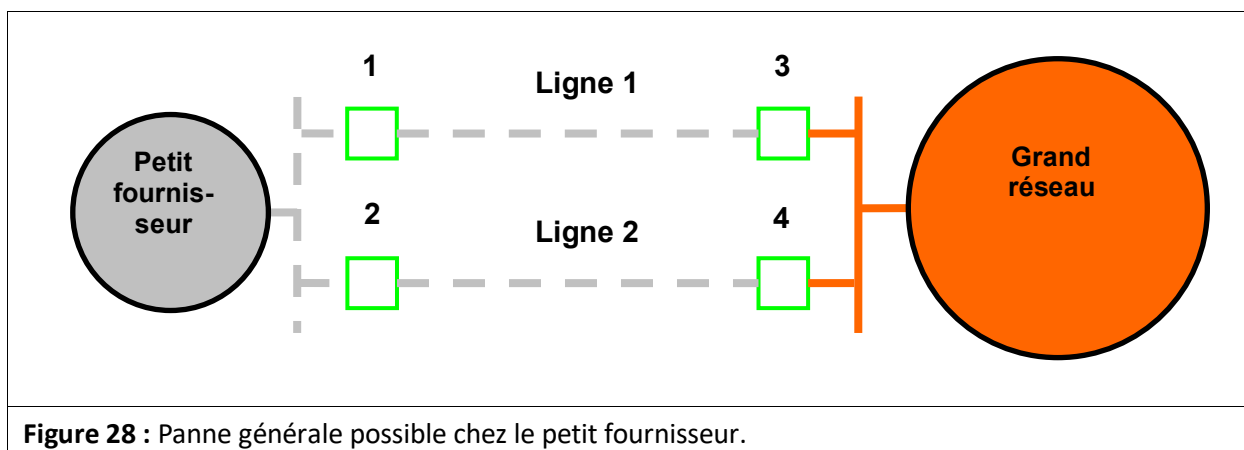 1
Ligne 1
3
Petit
fournis-
seur
Grand
réseau
2
Ligne 2
4
Figure 28 : Panne générale possible chez le petit fournisseur.